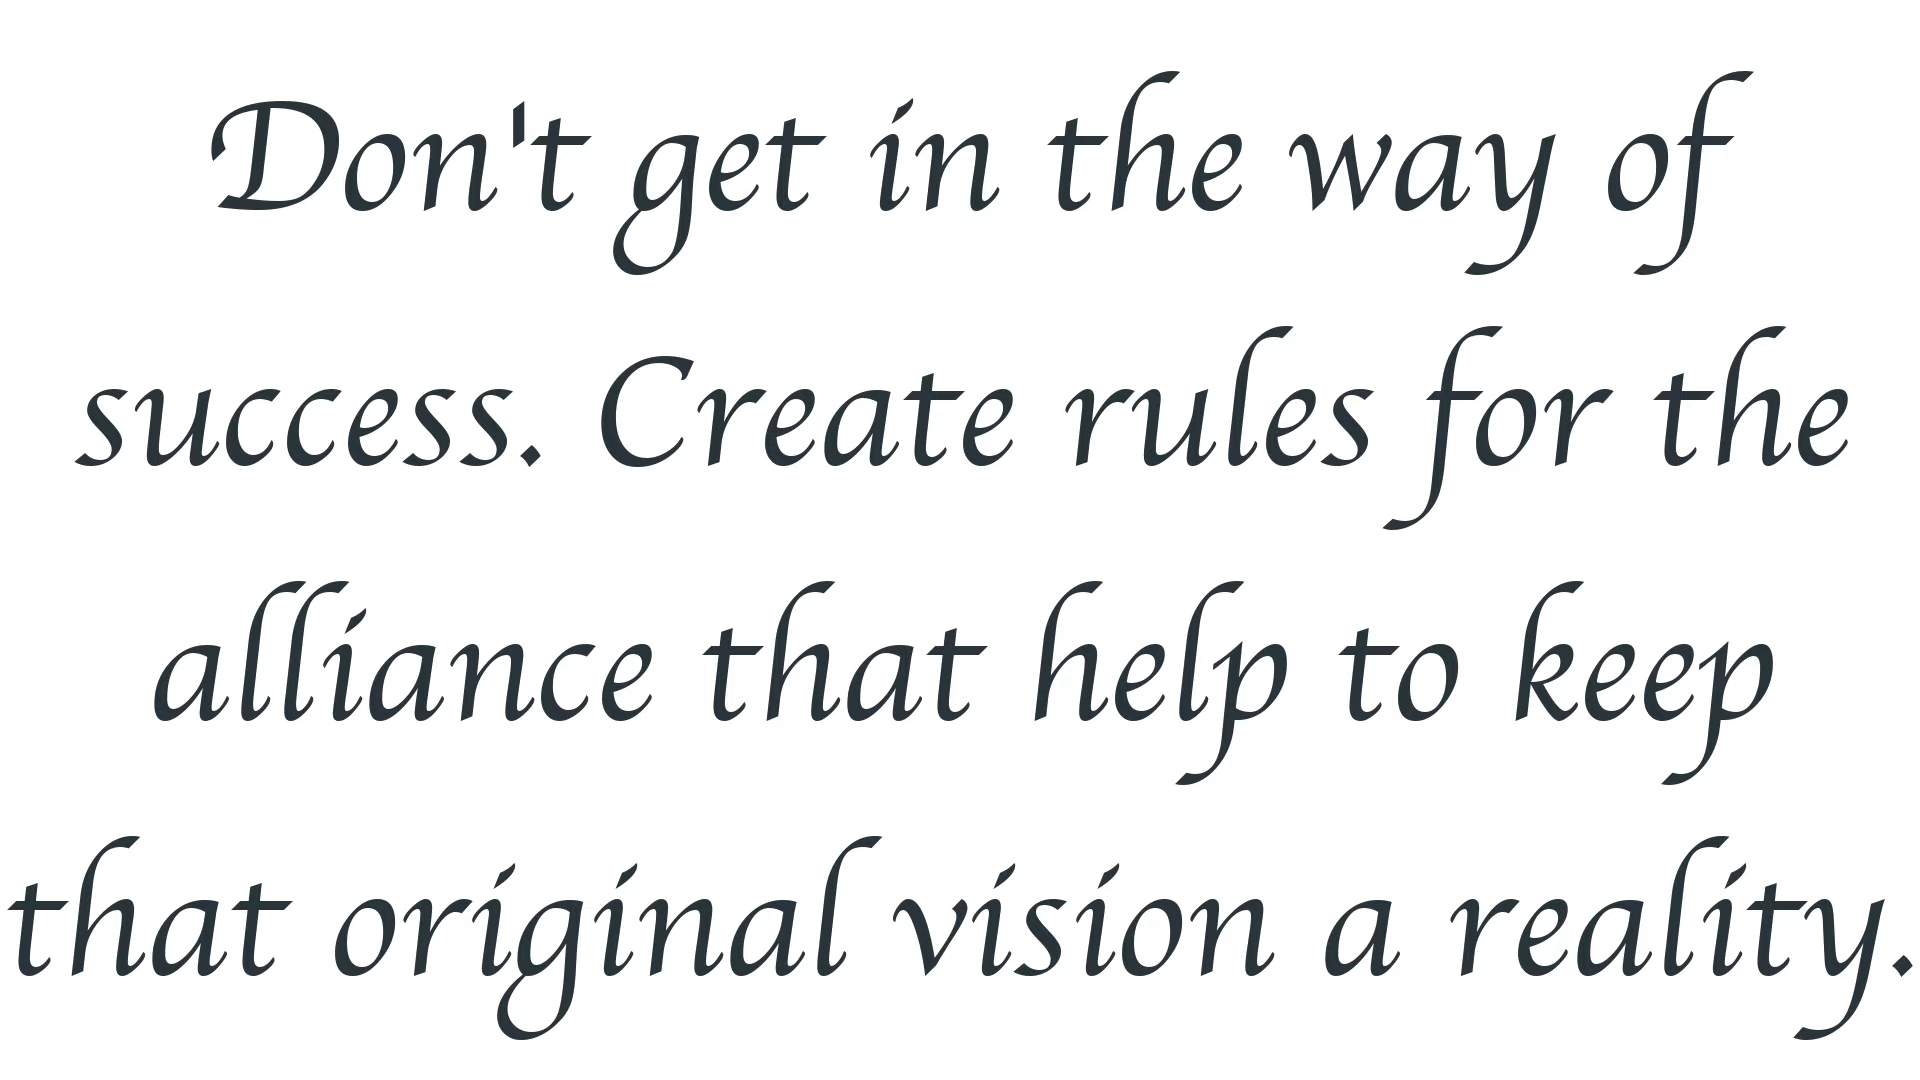 Don't get in the way of
success. Create rules for the
alliance that help to keep
that original vision a reality.